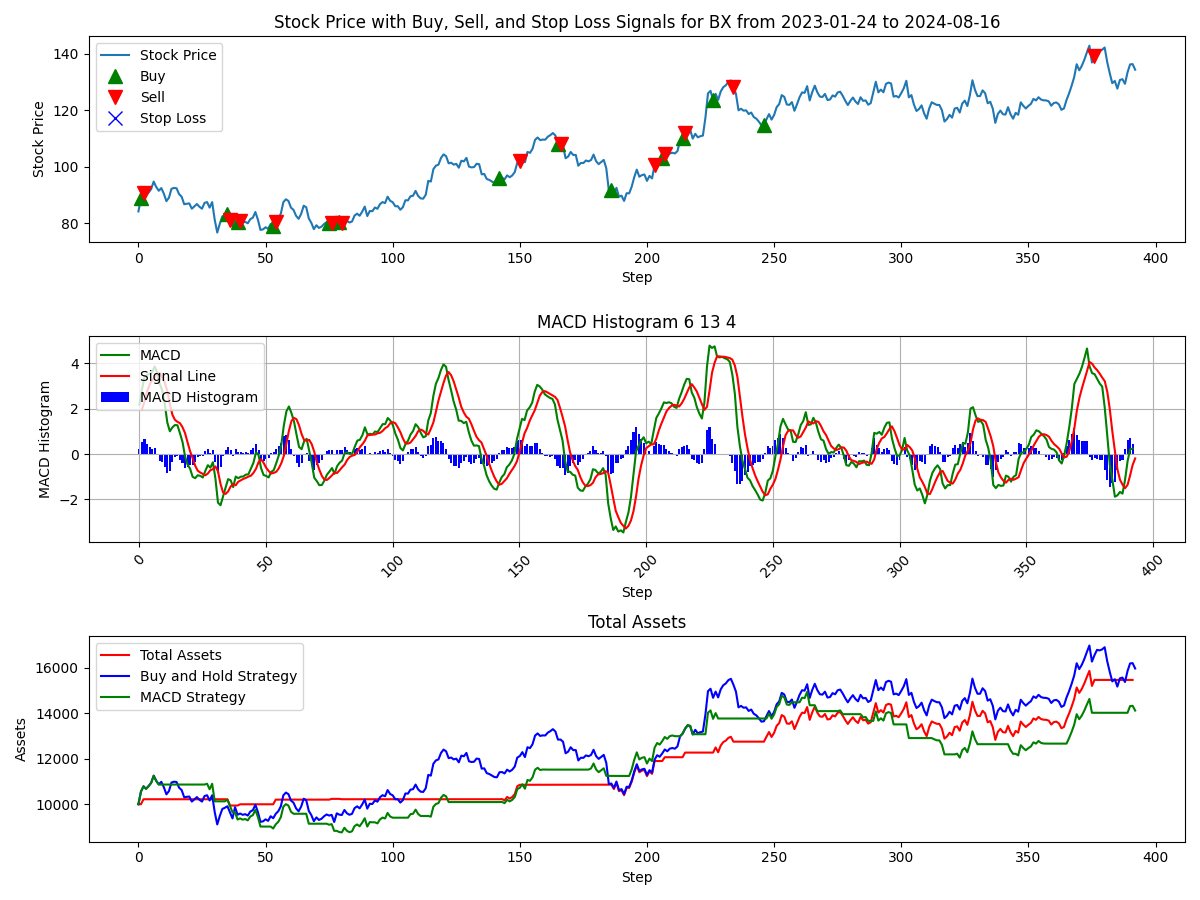 Stock Price with Buy, Sell, and Stop Loss Signals for BX from 2023-01-24 to 2024-08-16
Stock Price
140
120
100
80
Stock Price
Buy
Sell
Stop Loss
0 50 100 150 200 250 300 350 400
Step
MACD Histogram 6 13 4
MACD Histogram
4
2
0
−2
MACD
Signal Line
MACD Histogram
0 50 100 150 200 250 300 350 400
Step
Total Assets
Assets
16000
14000
12000
10000
Total Assets
Buy and Hold Strategy
MACD Strategy
0 50 100 150 200 250 300 350 400
Step